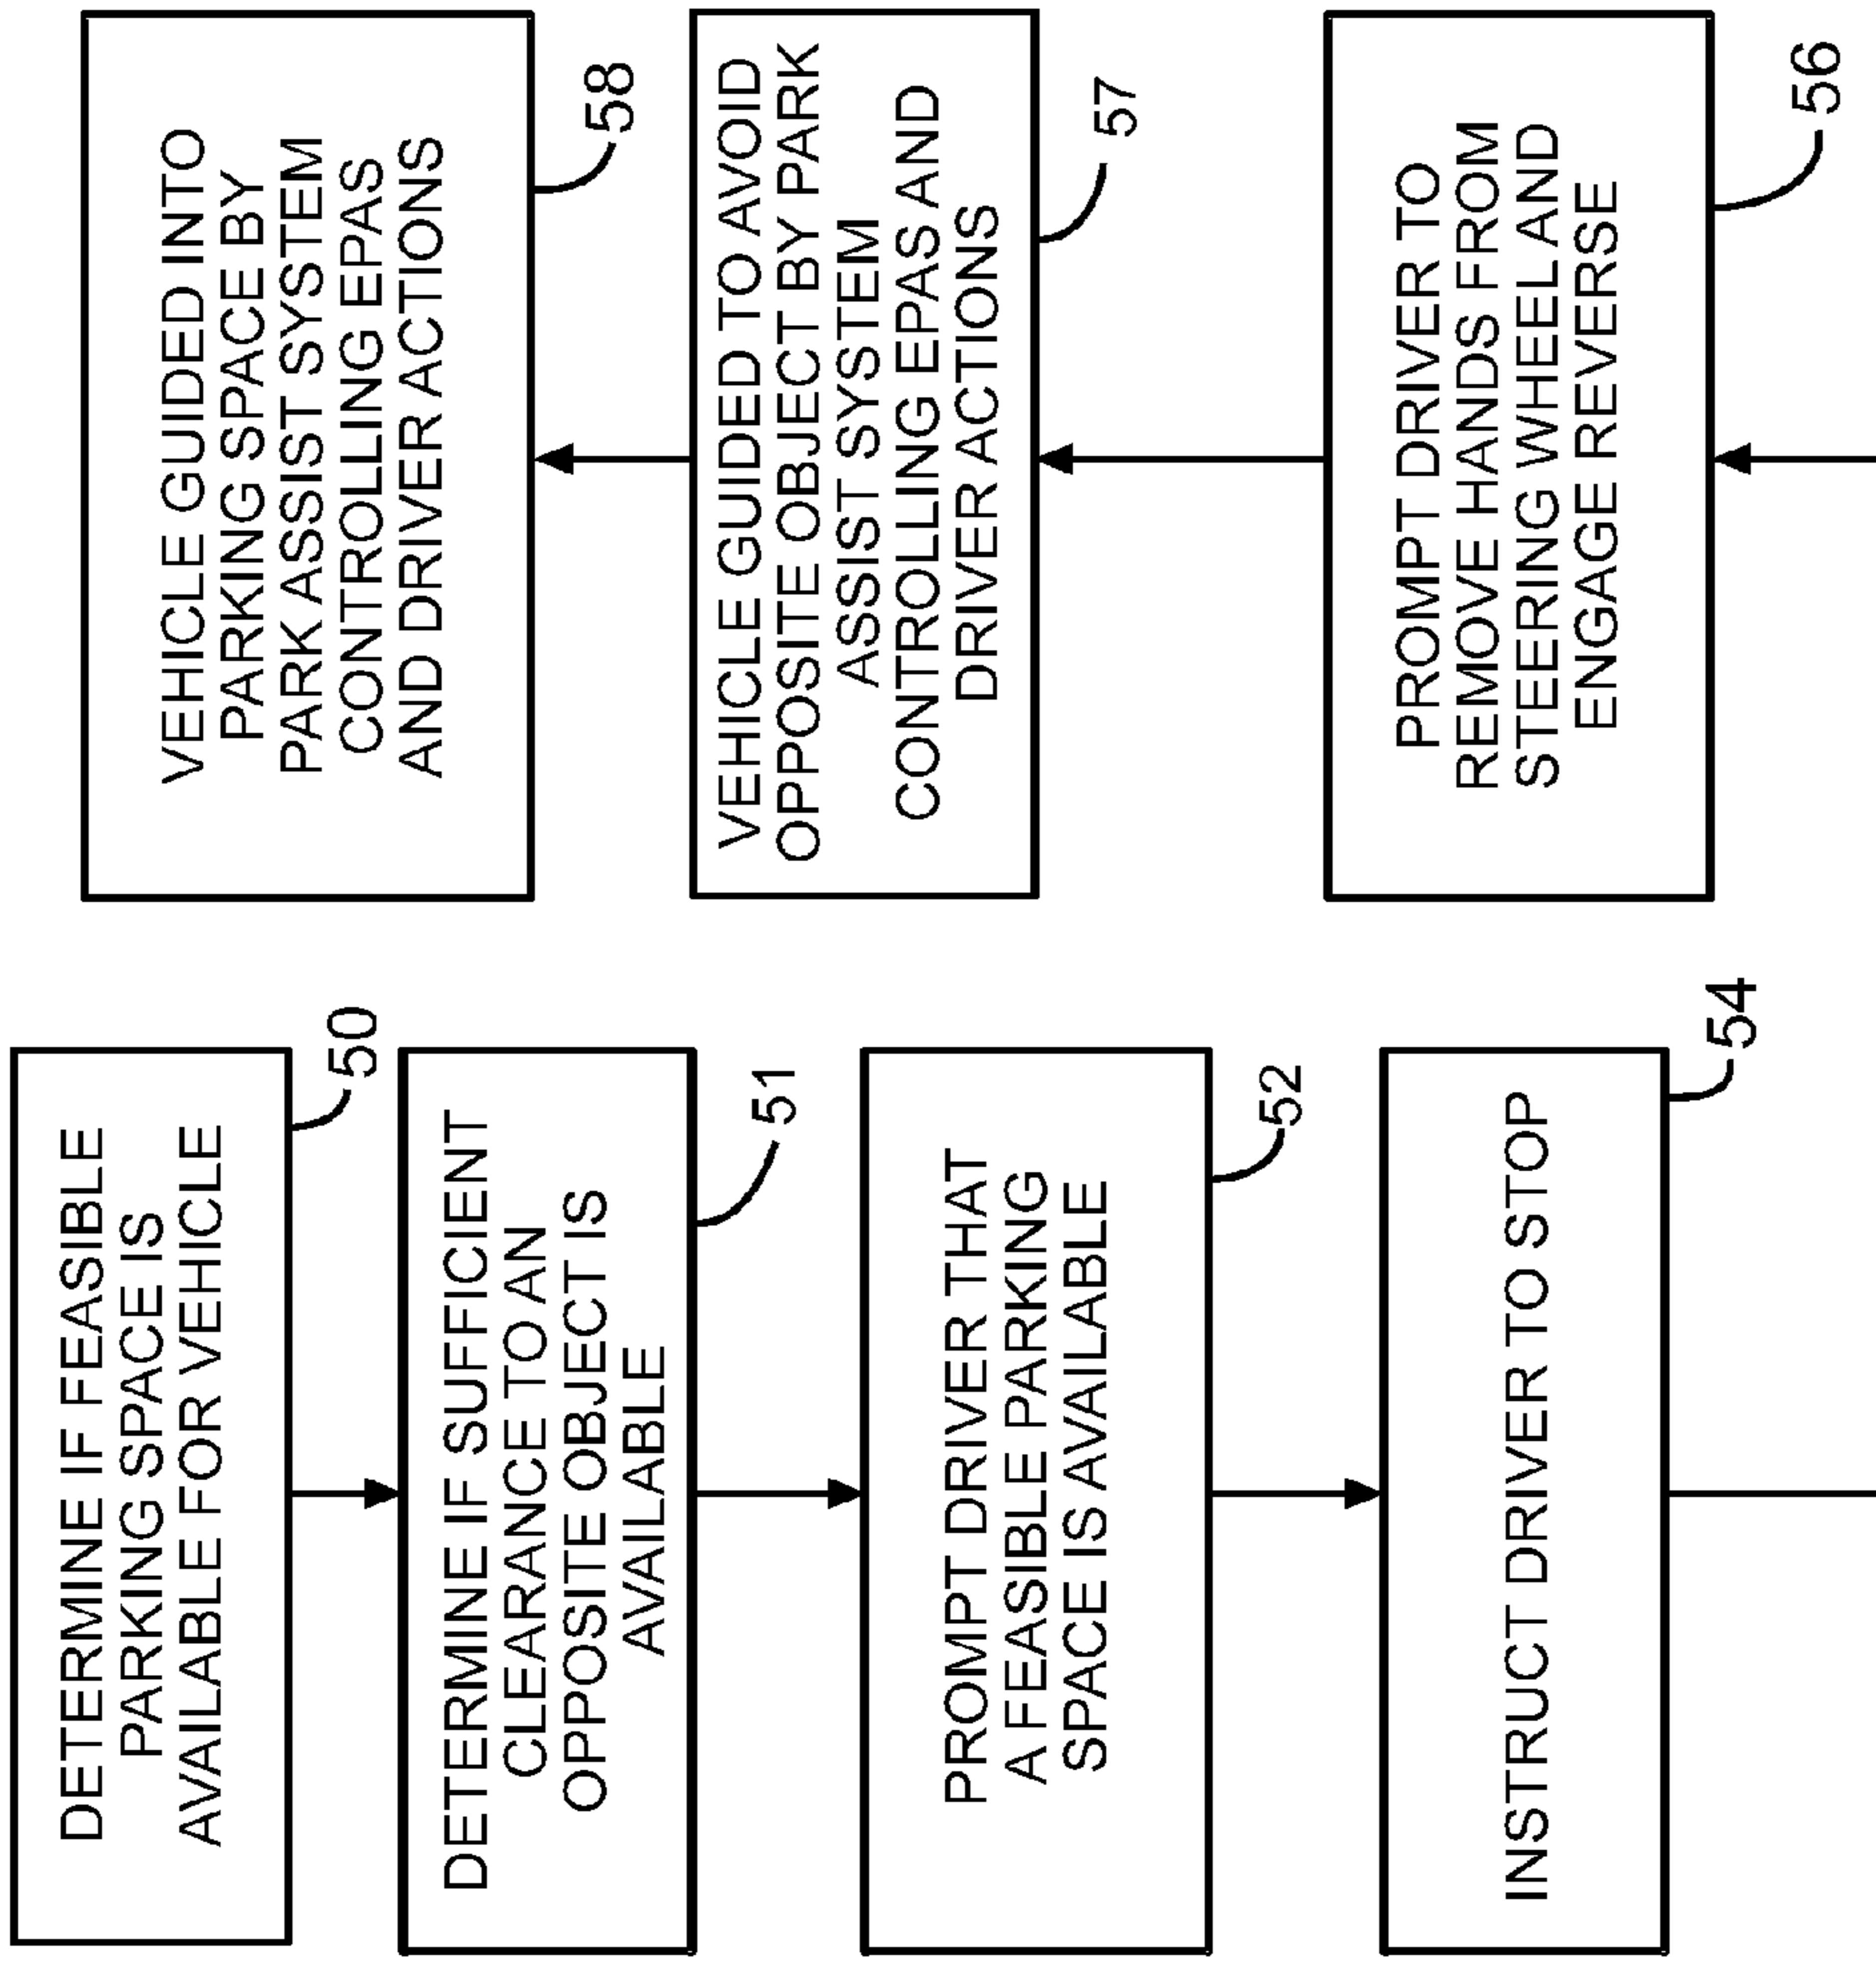 DETERMINE IF FEASIBLE
PARKING SPACE IS
AVAILABLE FOR VEHICLE
50
DETERMINE IF SUFFICIENT
CLEARANCE TO AN
OPPOSITE OBJECT IS
AVAILABLE
51
PROMPT DRIVER THAT
A FEASIBLE PARKING
SPACE IS AVAILABLE
52
INSTRUCT DRIVER TO STOP
54
PROMPT DRIVER TO
REMOVE HANDS FROM
STEERING WHEEL AND
ENGAGE REVERSE
56
VEHICLE GUIDED TO AVOID
OPPOSITE OBJECT BY PARK
ASSIST SYSTEM
CONTROLLING EPAS AND
DRIVER ACTIONS
57
VEHICLE GUIDED INTO
PARKING SPACE BY
PARK ASSIST SYSTEM
CONTROLLING EPAS
AND DRIVER ACTIONS
58